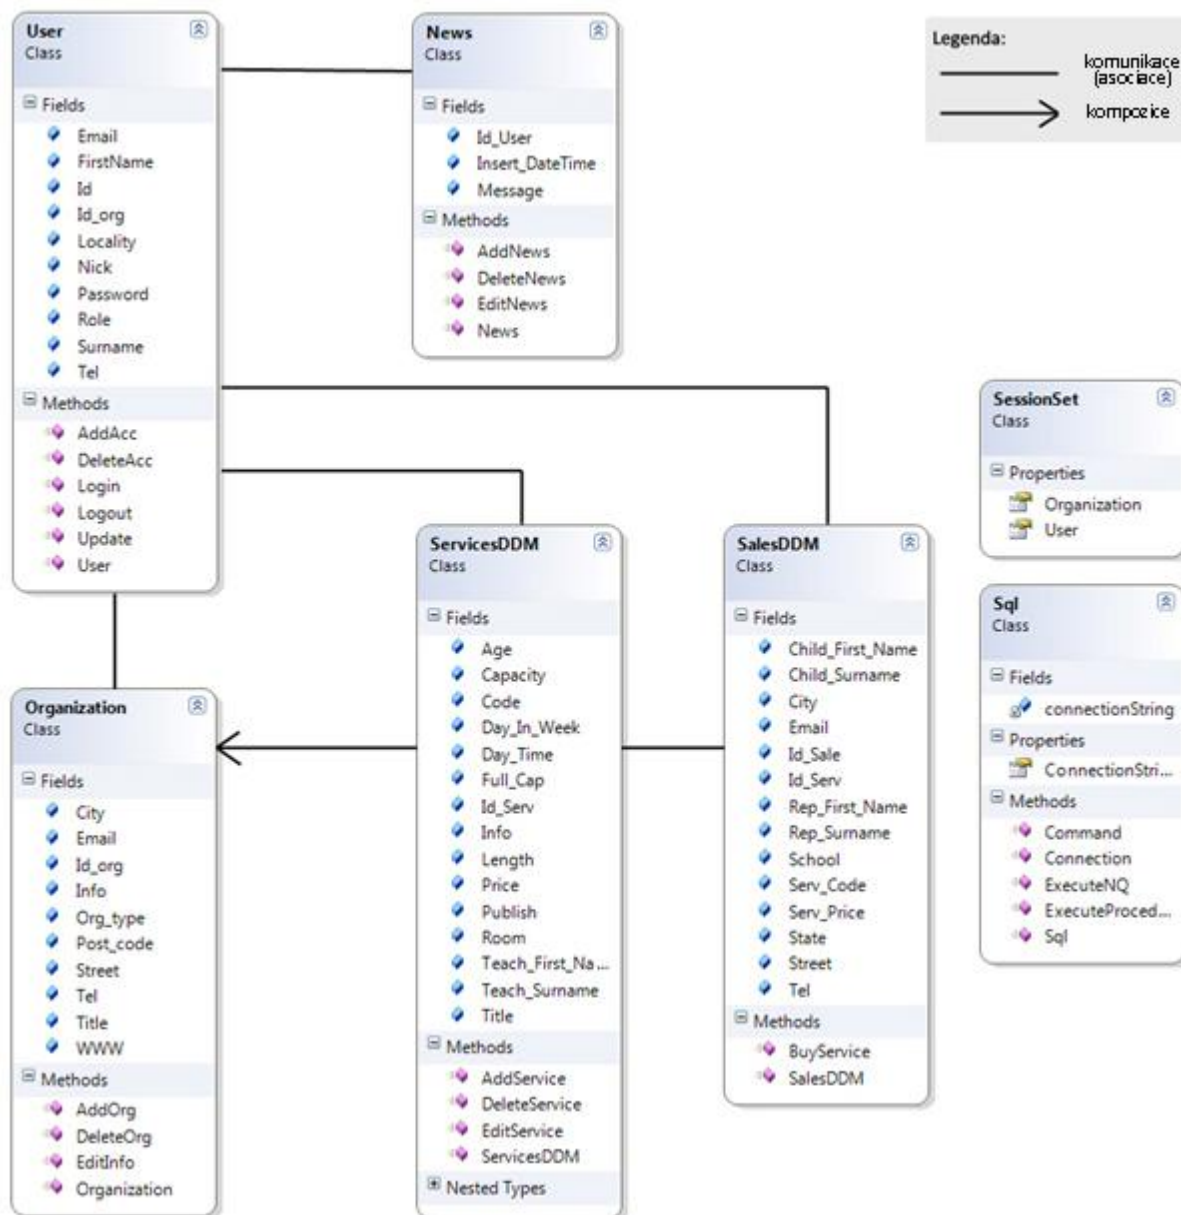 User
Class
Fields
Email
FirstName
Id
Id_org
Locality
Nick
Password
Role
Surname
Tel
Methods
AddAcc
DeleteAcc
Login
Logout
Update
User
News
Class
Fields
Id_User
Insert_DateTime
Message
Methods
AddNews
DeleteNews
EditNews
News
Legenda:
komunikace
(asociace)
kompozice
Organization
Class
Fields
City
Email
Id_org
Info
Org_type
Post_code
Street
Tel
Title
WWW
Methods
AddOrg
DeleteOrg
EditInfo
Organization
ServicesDDM
Class
Fields
Age
Capacity
Code
Day_In_Week
Day_Time
Full_Cap
Id_Serv
Info
Length
Price
Publish
Room
Teach_First_Na...
Teach_Surname
Title
Methods
AddService
DeleteService
EditService
ServicesDDM
Nested Types
SalesDDM
Class
Fields
Child_First_Name
Child_Surname
City
Email
Id_Sale
Id_Serv
Rep_First_Name
Rep_Surname
School
Serv_Code
Serv_Price
State
Street
Tel
Methods
BuyService
SalesDDM
SessionSet
Class
Properties
Organization
User
Sql
Class
Fields
connectionString
Properties
ConnectionStri...
Methods
Command
Connection
ExecuteNQ
ExecuteProced...
Sql